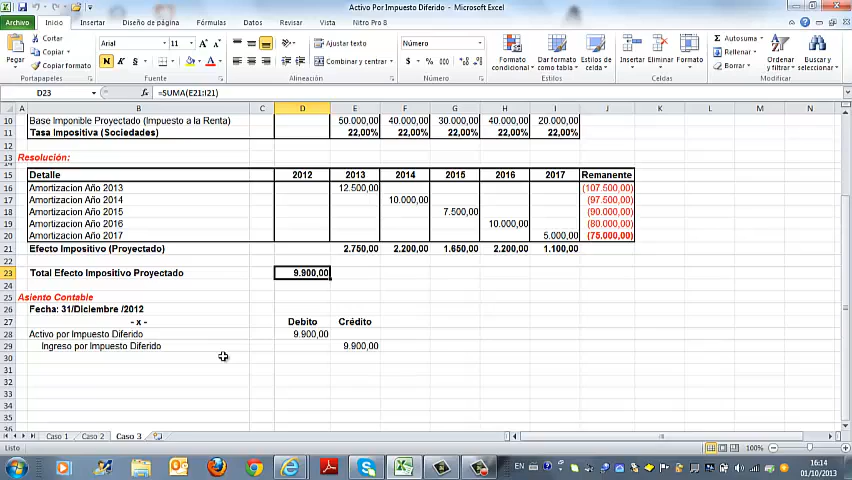 Activo Por Impuesto Diferido - Microsoft Excel
Archivo Inicio Insertar Diseño de página Fórmulas Datos Revisar Vista Nitro Pro 8
Pegar Cortar Copiar Copiar formato Portapapeles
Arial 11 N K S Fuente
Ajustar texto Combinar y centrar Alineación
Número $ % 000 Número
Formato condicional Dar formato como tabla Estilos de celda Estilos
Insertar Eliminar Formato Celdas
Autosuma Rellenar Borrar Ordenar y filtrar Buscar y seleccionar Modificar
D23 fx =SUMA(E21:I21)
A B C D E F G H I J K L M N
10 Base Imponible Proyectado (Impuesto a la Renta) 50.000,00 40.000,00 30.000,00 40.000,00 20.000,00
11 Tasa Impositiva (Sociedades) 22,00% 22,00% 22,00% 22,00% 22,00%
12
13 Resolución:
14
15 Detalle 2012 2013 2014 2015 2016 2017 Remanente
16 Amortizacion Año 2013 12.500,00 (107.500,00)
17 Amortizacion Año 2014 10.000,00 (97.500,00)
18 Amortizacion Año 2015 7.500,00 (90.000,00)
19 Amortizacion Año 2016 10.000,00 (80.000,00)
20 Amortizacion Año 2017 5.000,00 (75.000,00)
21 Efecto Impositivo (Proyectado) 2.750,00 2.200,00 1.650,00 2.200,00 1.100,00
22
23 Total Efecto Impositivo Proyectado 9.900,00
24
25 Asiento Contable
26 Fecha: 31/Diciembre /2012
27 - x - Debito Crédito
28 Activo por Impuesto Diferido 9.900,00
29 Ingreso por Impuesto Diferido 9.900,00
30
31
32
33
34
35
36
Caso 1 Caso 2 Caso 3
Listo 100%
EN 16:14
01/10/2013